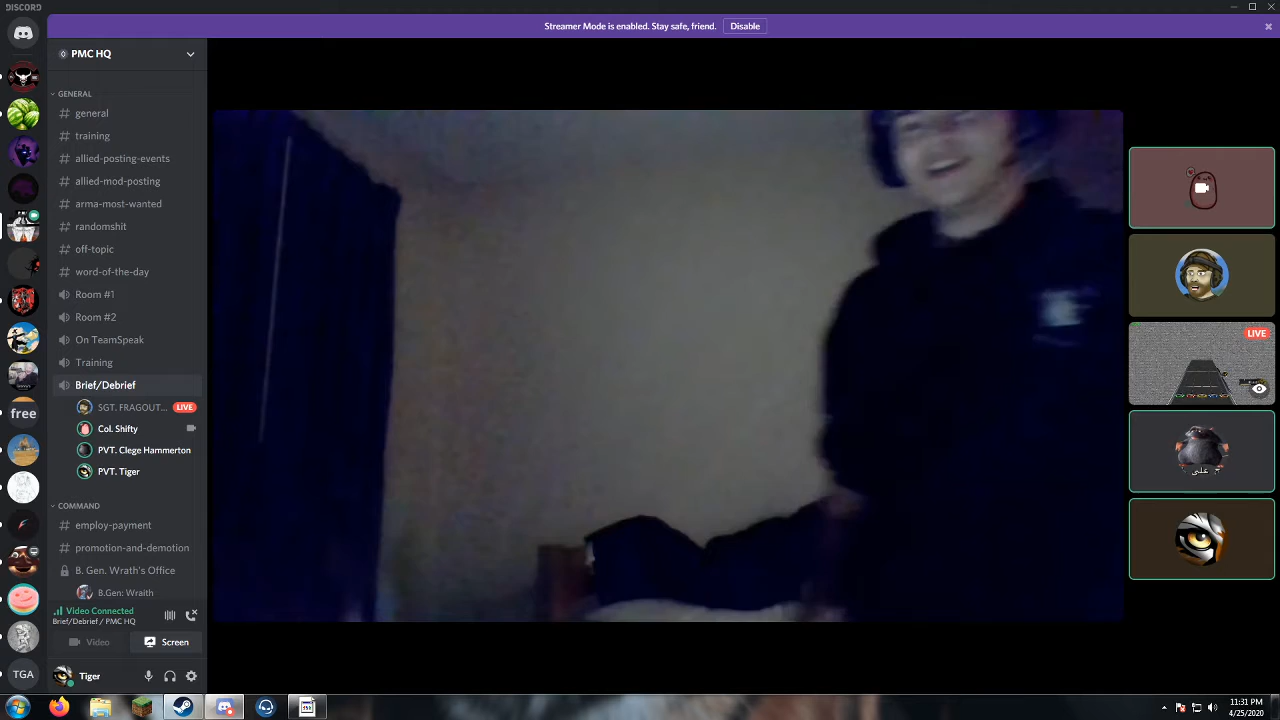 DISCORD
Streamer Mode is enabled. Stay safe, friend.
Disable
PMC HQ
GENERAL
general
training
allied-posting-events
allied-mod-posting
arma-most-wanted
randomshit
off-topic
word-of-the-day
Room #1
Room #2
On TeamSpeak
Training
Brief/Debrief
SGT. FRAGOUT...
LIVE
Col. Shifty
PVT. Clege Hammerton
PVT. Tiger
COMMAND
employ-payment
promotion-and-demotion
B. Gen. Wrath's Office
B.Gen: Wraith
Video Connected
Brief/Debrief / PMC HQ
Video
Screen
Tiger
free
TGA
LIVE
ج علي
11:31 PM
4/25/2020